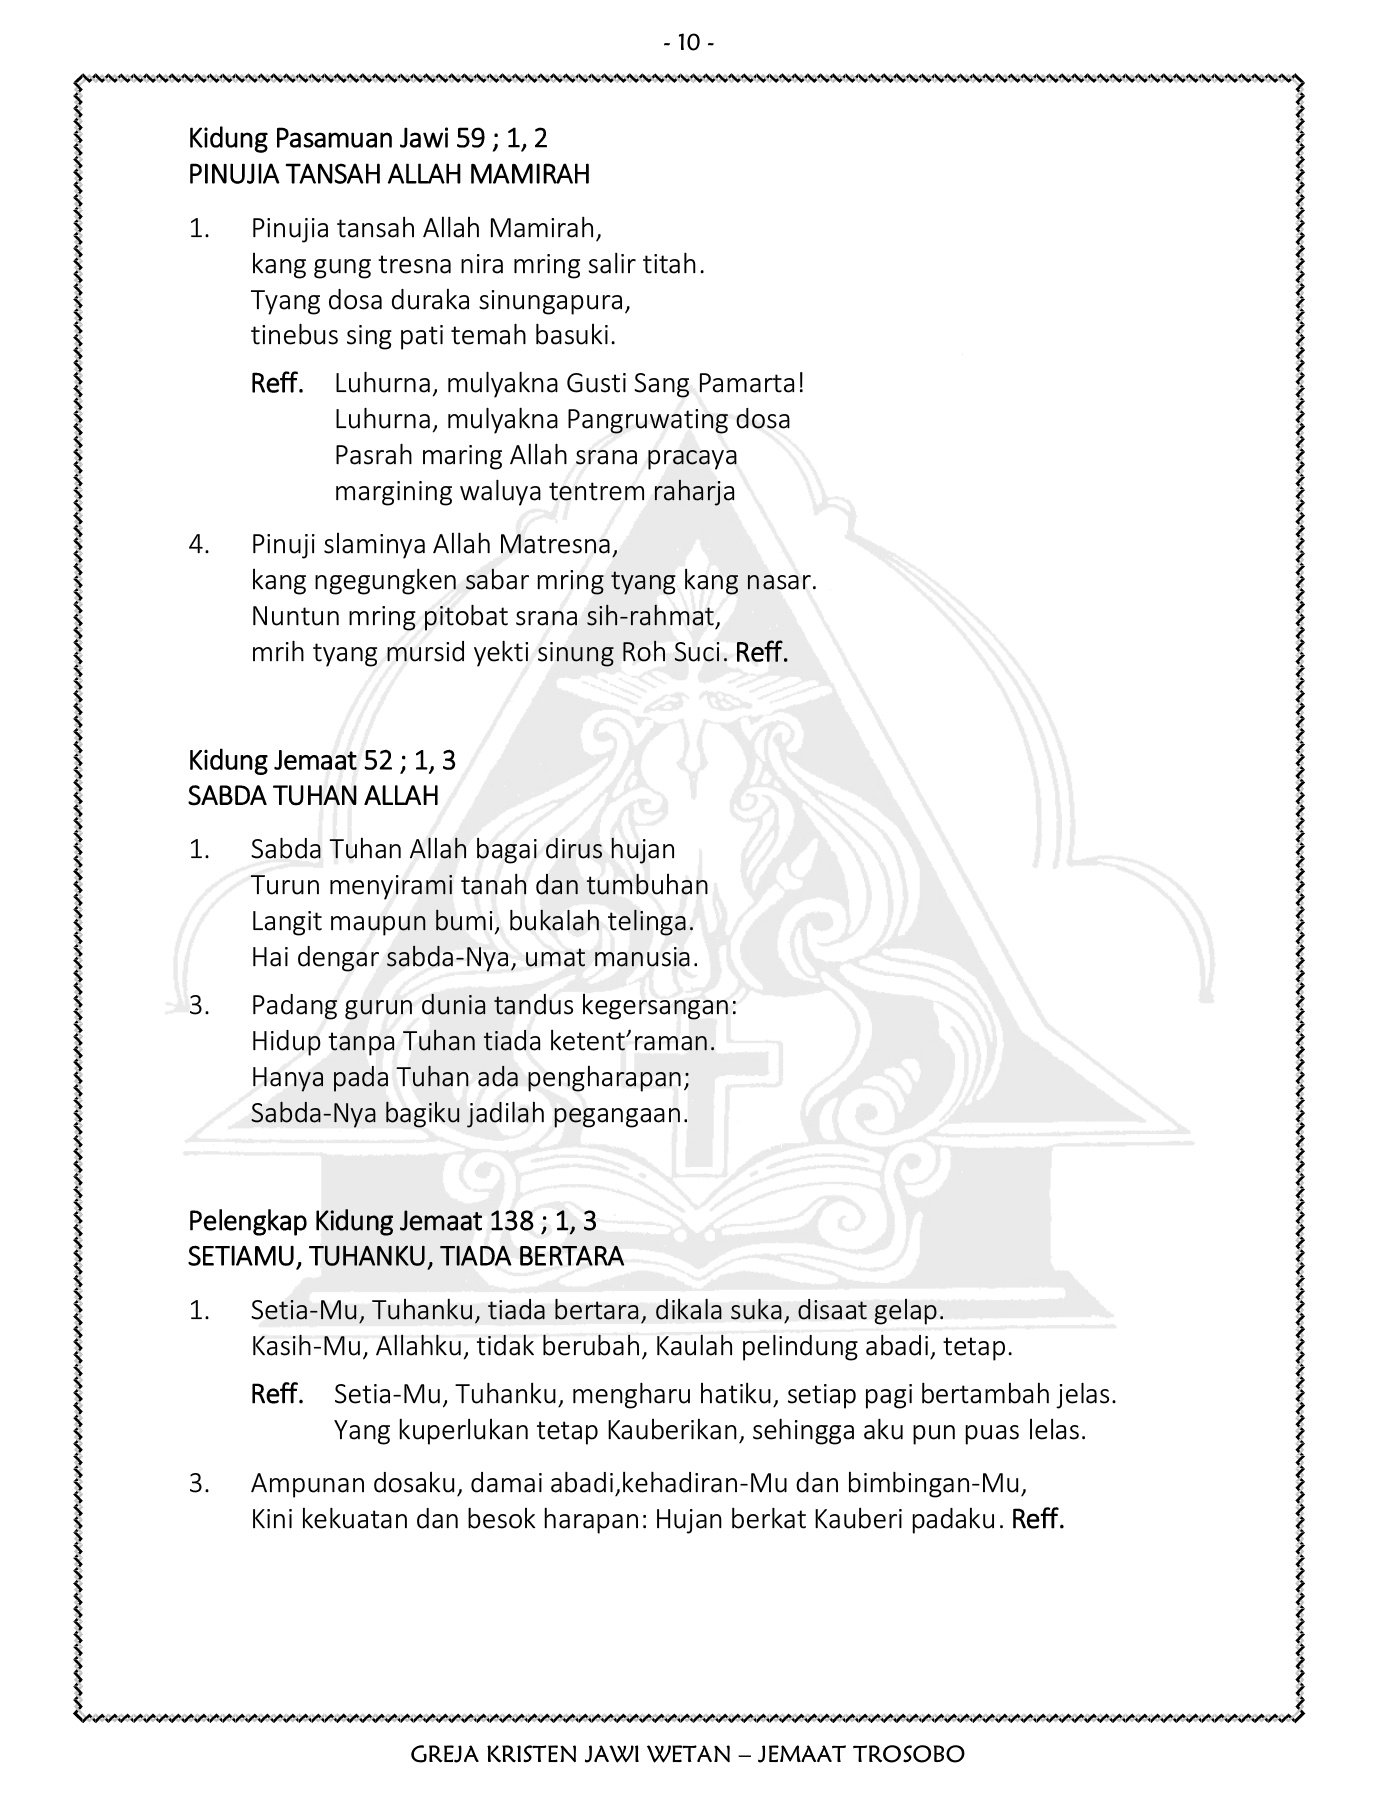 - 10 -
Kidung Pasamuan Jawi 59 ; 1, 2
PINUJIA TANSAH ALLAH MAMIRAH
1. Pinujia tansah Allah Mamirah,
kang gung tresna nira mring salir titah.
Tyang dosa duraka sinungapura,
tinebus sing pati temah basuki.
Reff. Luhurna, mulyakna Gusti Sang Pamarta!
Luhurna, mulyakna Pangruwating dosa
Pasrah maring Allah srana pracaya
margining waluya tentrem raharja
4. Pinuji slaminya Allah Matresna,
kang ngegungken sabar mring tyang kang nasar.
Nuntun mring pitobat srana sih-rahmat,
mrih tyang mursid yekti sinung Roh Suci. Reff.
Kidung Jemaat 52 ; 1, 3
SABDA TUHAN ALLAH
1. Sabda Tuhan Allah bagai dirus hujan
Turun menyirami tanah dan tumbuhan
Langit maupun bumi, bukalah telinga.
Hai dengar sabda-Nya, umat manusia.
3. Padang gurun dunia tandus kegersangan:
Hidup tanpa Tuhan tiada ketent’raman.
Hanya pada Tuhan ada pengharapan;
Sabda-Nya bagiku jadilah pegangaan.
Pelengkap Kidung Jemaat 138 ; 1, 3
SETIAMU, TUHANKU, TIADA BERTARA
1. Setia-Mu, Tuhanku, tiada bertara, dikala suka, disaat gelap.
Kasih-Mu, Allahku, tidak berubah, Kaulah pelindung abadi, tetap.
Reff. Setia-Mu, Tuhanku, mengharu hatiku, setiap pagi bertambah jelas.
Yang kuperlukan tetap Kauberikan, sehingga aku pun puas lelas.
3. Ampunan dosaku, damai abadi,kehadiran-Mu dan bimbingan-Mu,
Kini kekuatan dan besok harapan: Hujan berkat Kauberi padaku. Reff.
GREJA KRISTEN JAWI WETAN – JEMAAT TROSOBO